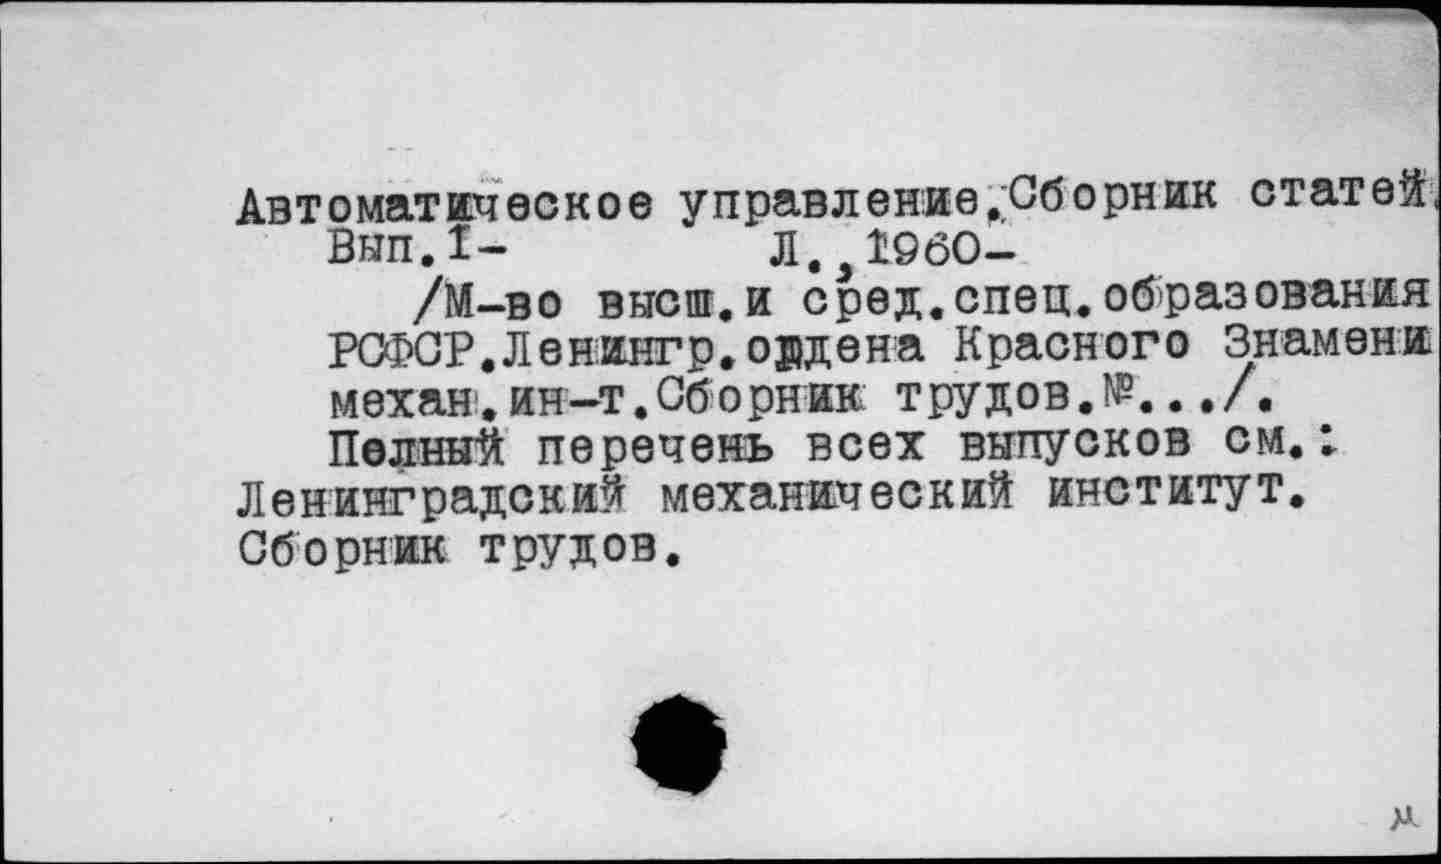 Автоматическое управление.Сборник статей.
Вып.1- Л.,1960-
/М-во высш.и сред.спец.образования
РСФСР.Ленингр.ордена Красного Знамени
механ.ин-т.Сборник трудов.№.../.
Полный перечень всех выпусков см.:
Ленинградский механический институт.
Сборник трудов.